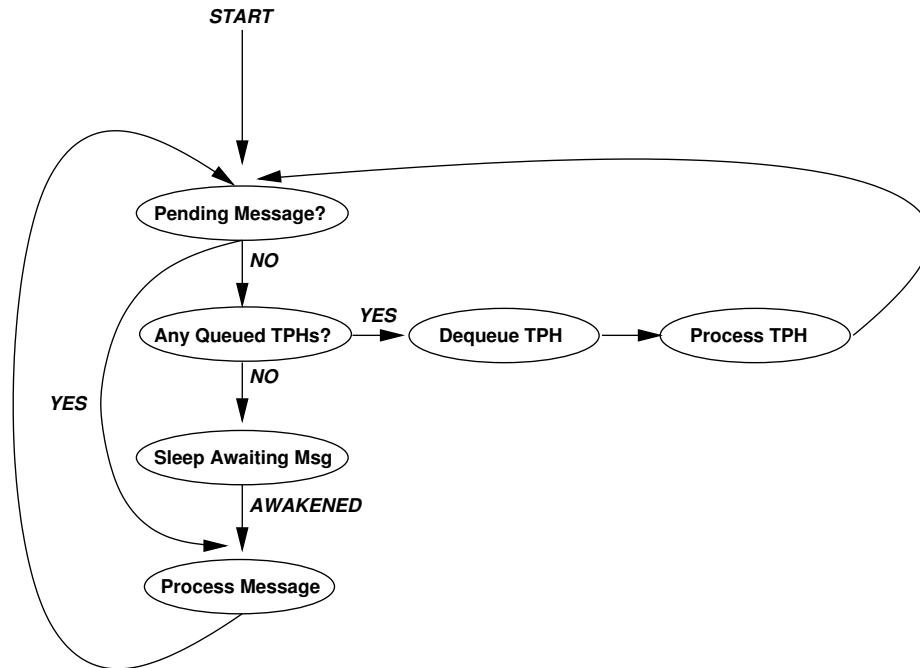 START
Pending Message?
NO
Any Queued TPHs?
YES
Dequeue TPH
Process TPH
NO
YES
Sleep Awaiting Msg
AWAKENED
Process Message